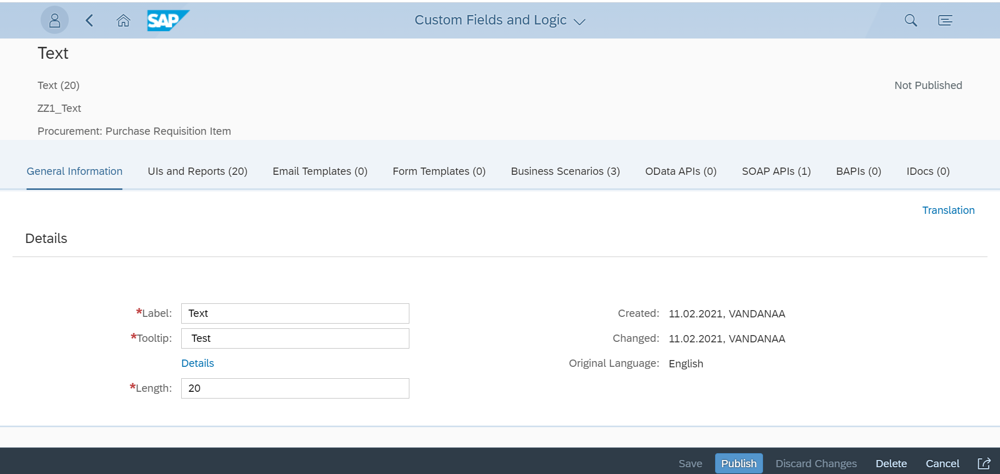 SAP Custom Fields and Logic
Text
Text (20) Not Published
ZZ1_Text
Procurement: Purchase Requisition Item
General Information UIs and Reports (20) Email Templates (0) Form Templates (0) Business Scenarios (3) OData APIs (0) SOAP APIs (1) BAPIs (0) IDocs (0)
Translation
Details
*Label: Text Created: 11.02.2021, VANDANAA
*Tooltip: Test Changed: 11.02.2021, VANDANAA
Details Original Language: English
*Length: 20
Save Publish Discard Changes Delete Cancel